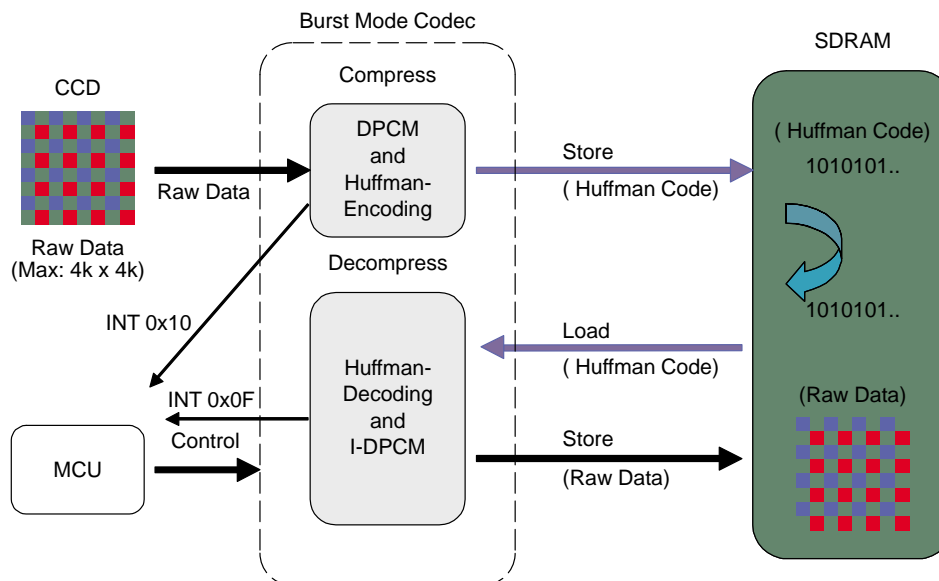 Burst Mode Codec
SDRAM
CCD
Compress
DPCM
and
Huffman-
Encoding
Raw Data
Store
( Huffman Code)
( Huffman Code)
1010101..
Raw Data
(Max: 4k x 4k)
Decompress
INT 0x10
1010101..
Huffman-
Decoding
and
I-DPCM
Load
( Huffman Code)
INT 0x0F
Control
MCU
Store
(Raw Data)
(Raw Data)